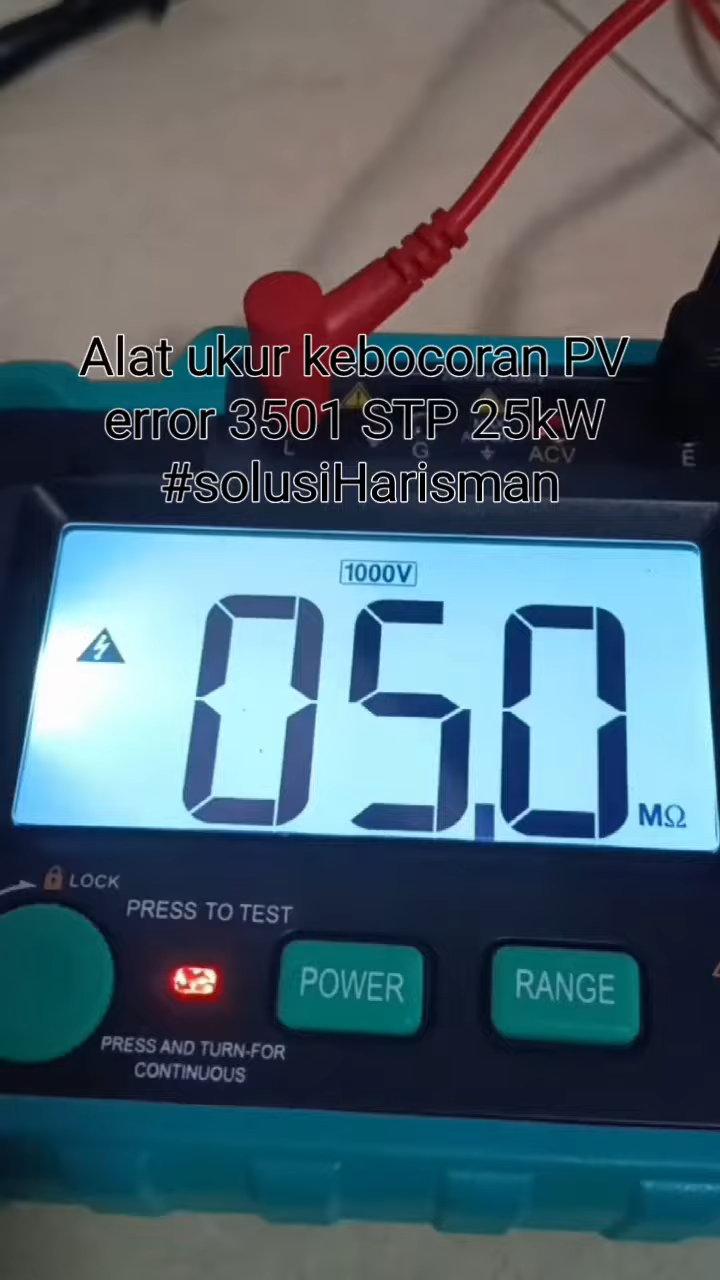 Alat ukur kebocoran PV
error 3501 STP 25kW
#solusiHarisman
L
G
ACV
E
1000V
05.0
MΩ
LOCK
PRESS TO TEST
POWER
RANGE
PRESS AND TURN-FOR
CONTINUOUS